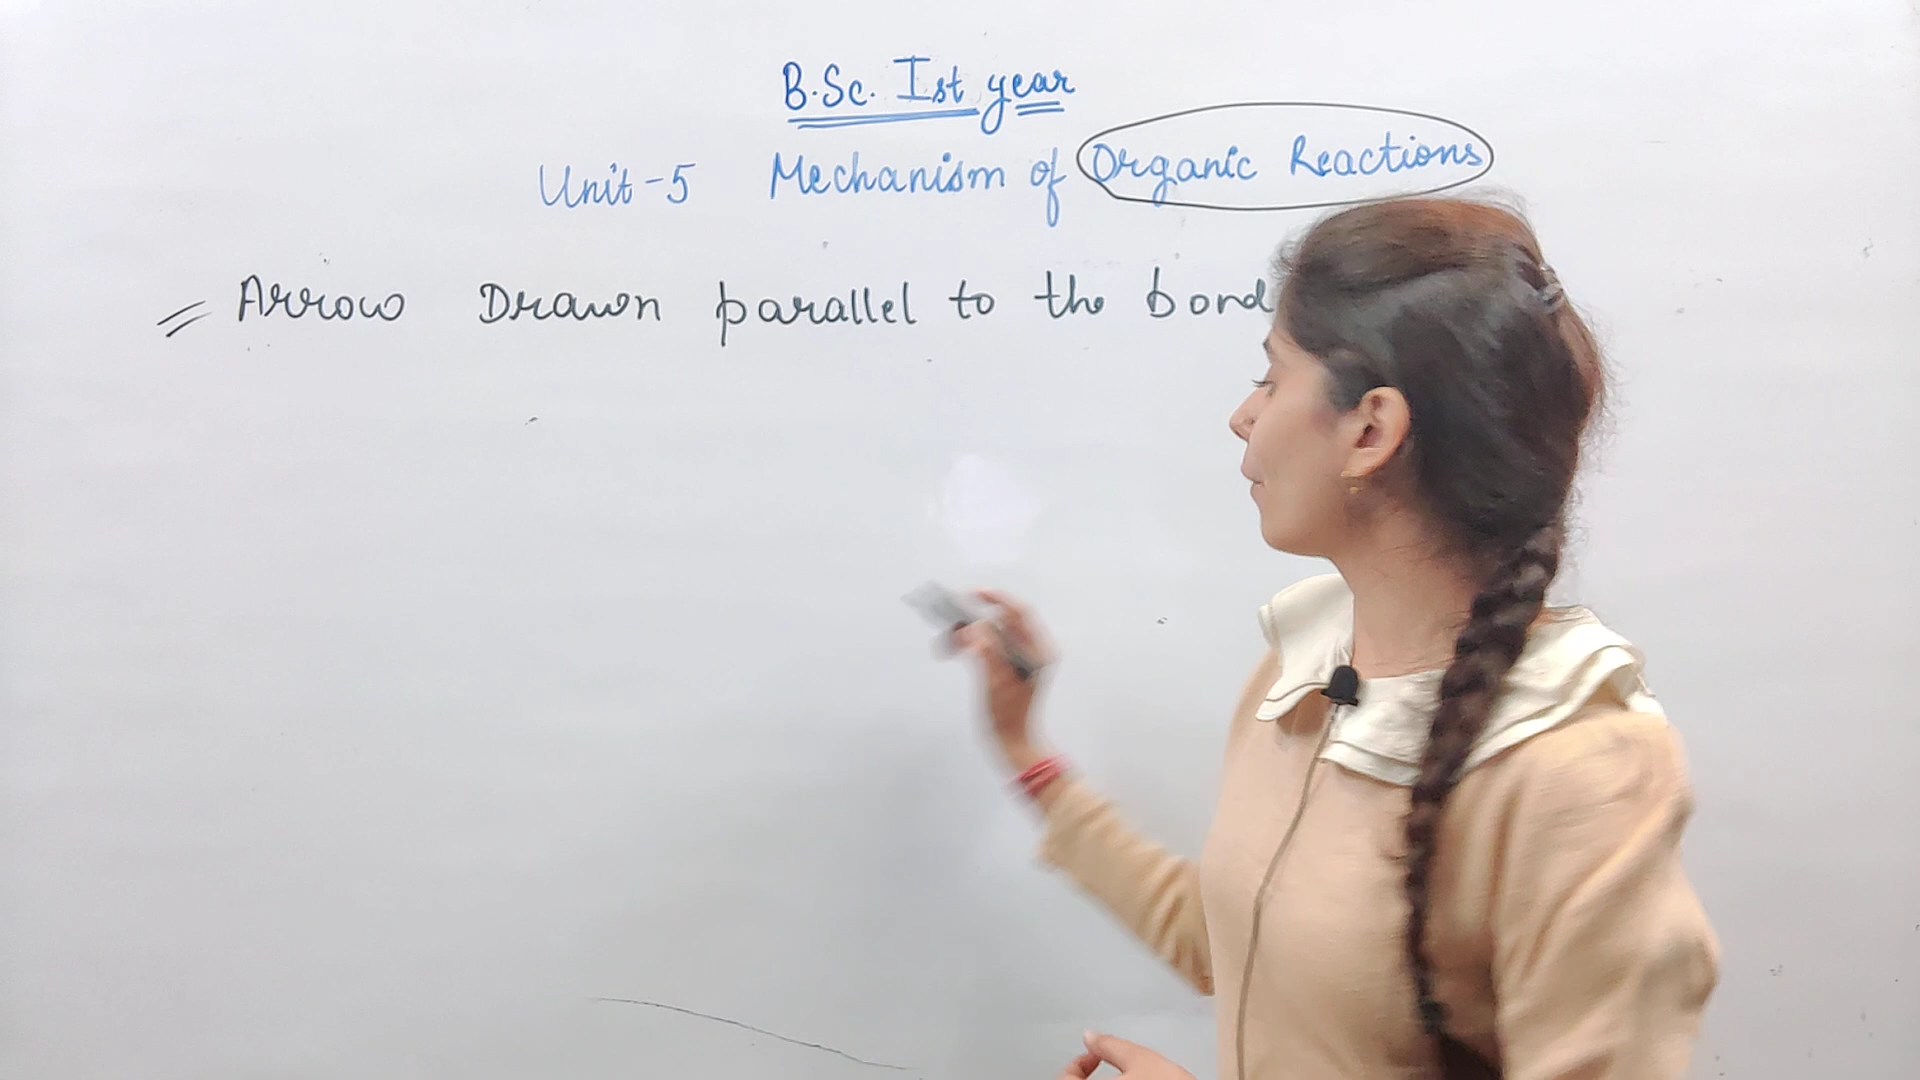 B.Sc. Ist year
Unit-5 Mechanism of Organic Reactions
= Arrow Drawn parallel to the bond